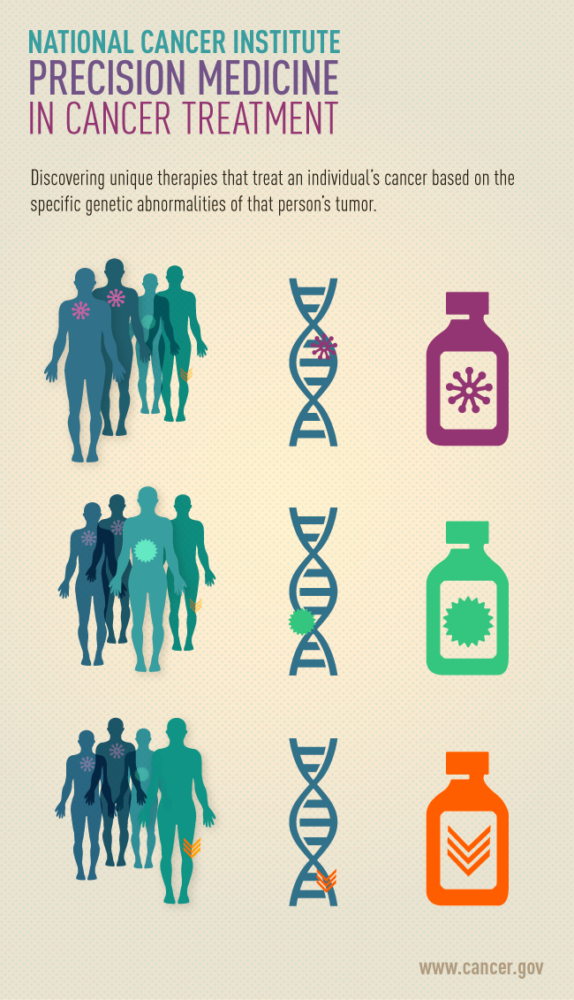 NATIONAL CANCER INSTITUTE
PRECISION MEDICINE
IN CANCER TREATMENT
Discovering unique therapies that treat an individual’s cancer based on the
specific genetic abnormalities of that person’s tumor.
www.cancer.gov